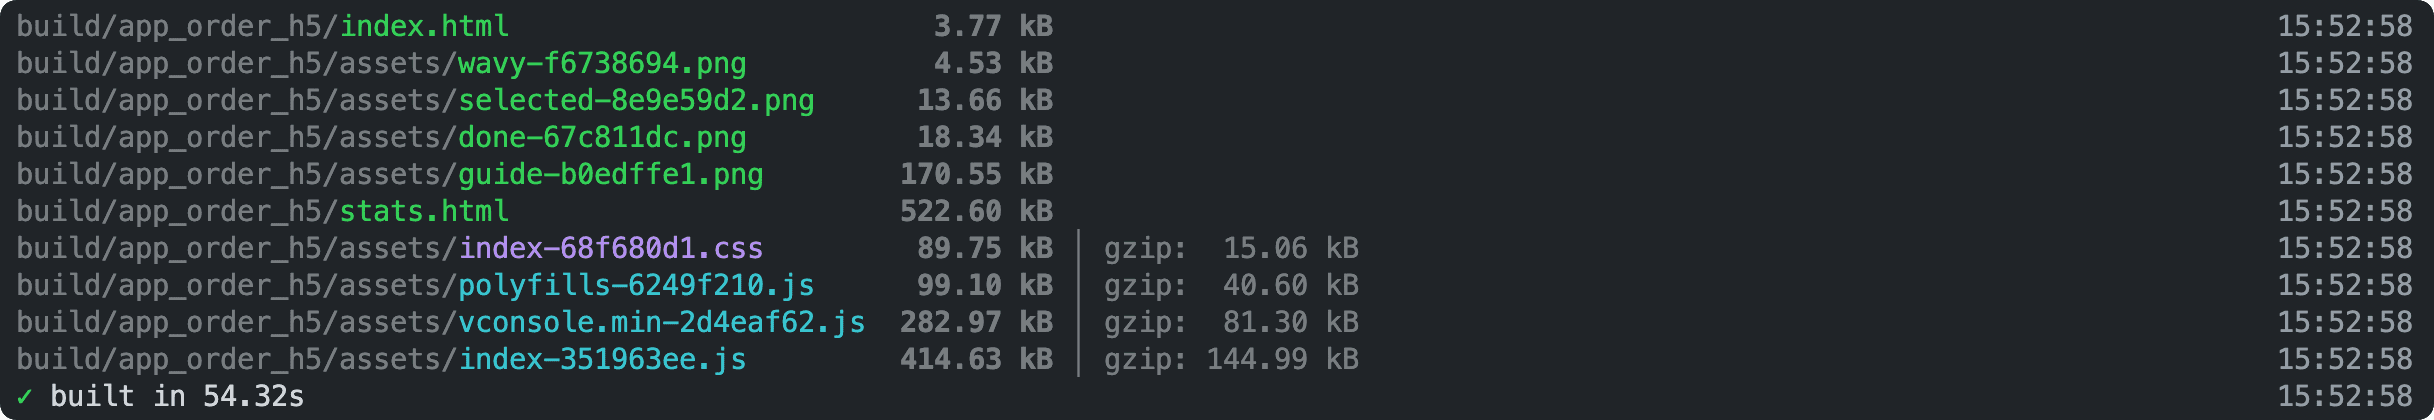 build/app_order_h5/index.html 3.77 kB 15:52:58
build/app_order_h5/assets/wavy-f6738694.png 4.53 kB 15:52:58
build/app_order_h5/assets/selected-8e9e59d2.png 13.66 kB 15:52:58
build/app_order_h5/assets/done-67c811dc.png 18.34 kB 15:52:58
build/app_order_h5/assets/guide-b0edffe1.png 170.55 kB 15:52:58
build/app_order_h5/stats.html 522.60 kB 15:52:58
build/app_order_h5/assets/index-68f680d1.css 89.75 kB │ gzip: 15.06 kB 15:52:58
build/app_order_h5/assets/polyfills-6249f210.js 99.10 kB │ gzip: 40.60 kB 15:52:58
build/app_order_h5/assets/vconsole.min-2d4eaf62.js 282.97 kB │ gzip: 81.30 kB 15:52:58
build/app_order_h5/assets/index-351963ee.js 414.63 kB │ gzip: 144.99 kB 15:52:58
✓ built in 54.32s 15:52:58